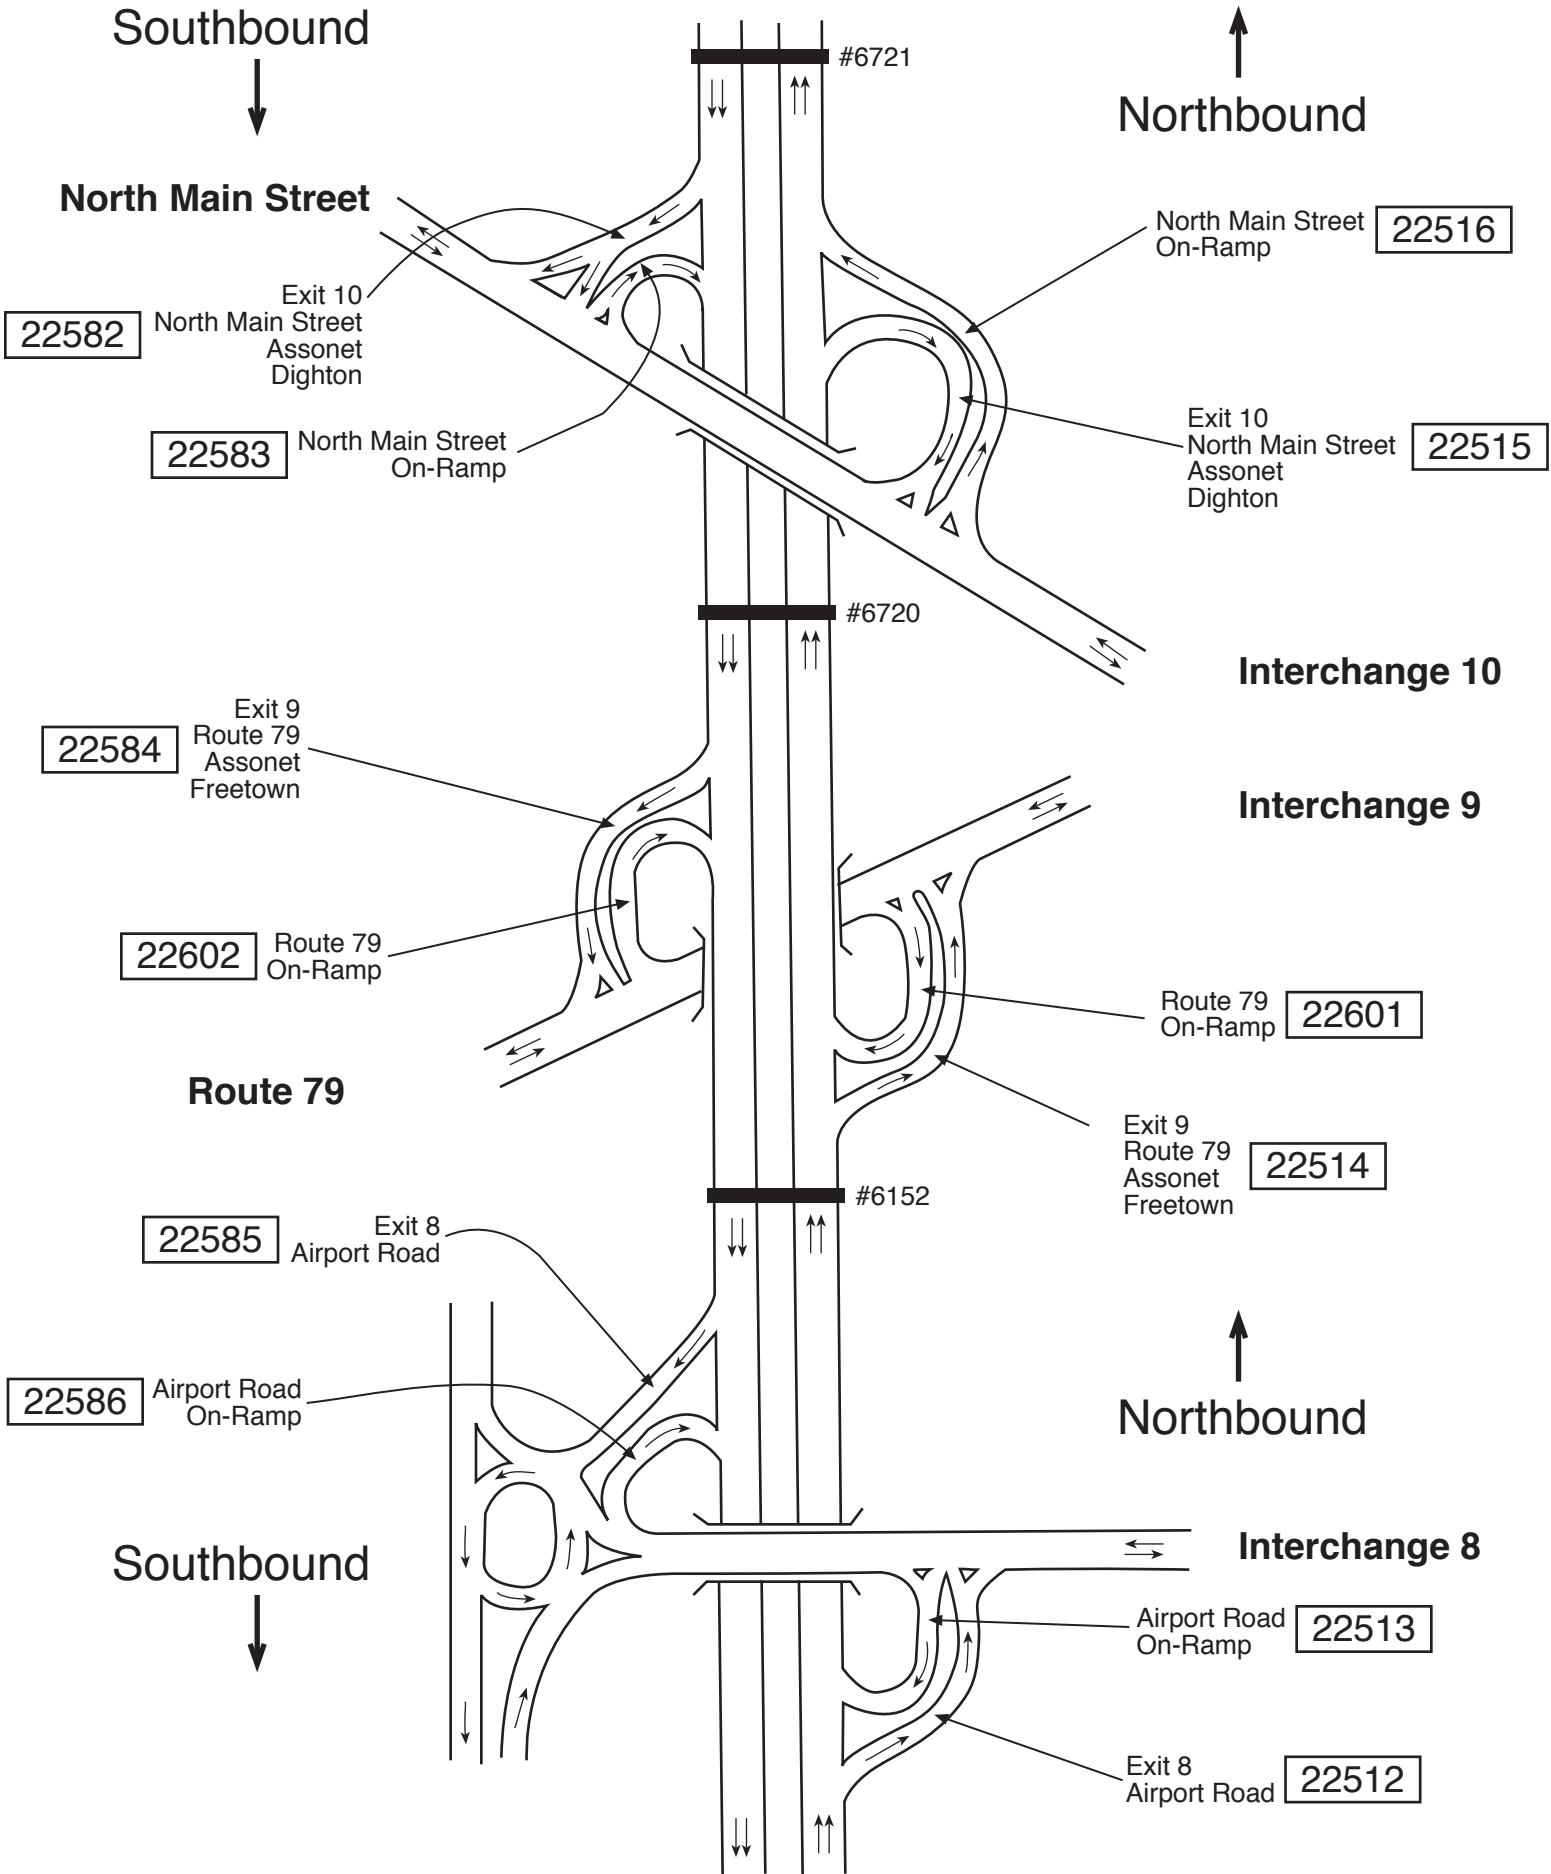 Southbound
#6721
Northbound
North Main Street
North Main Street
On-Ramp
22516
Exit 10
North Main Street
Assonet
Dighton
22582
Exit 10
North Main Street
Assonet
Dighton
22515
22583
North Main Street
On-Ramp
#6720
Interchange 10
Exit 9
Route 79
Assonet
Freetown
22584
Interchange 9
22602
Route 79
On-Ramp
Route 79
On-Ramp
22601
Route 79
Exit 9
Route 79
Assonet
Freetown
22514
#6152
22585
Exit 8
Airport Road
22586
Airport Road
On-Ramp
Northbound
Southbound
Interchange 8
Airport Road
On-Ramp
22513
Exit 8
Airport Road
22512